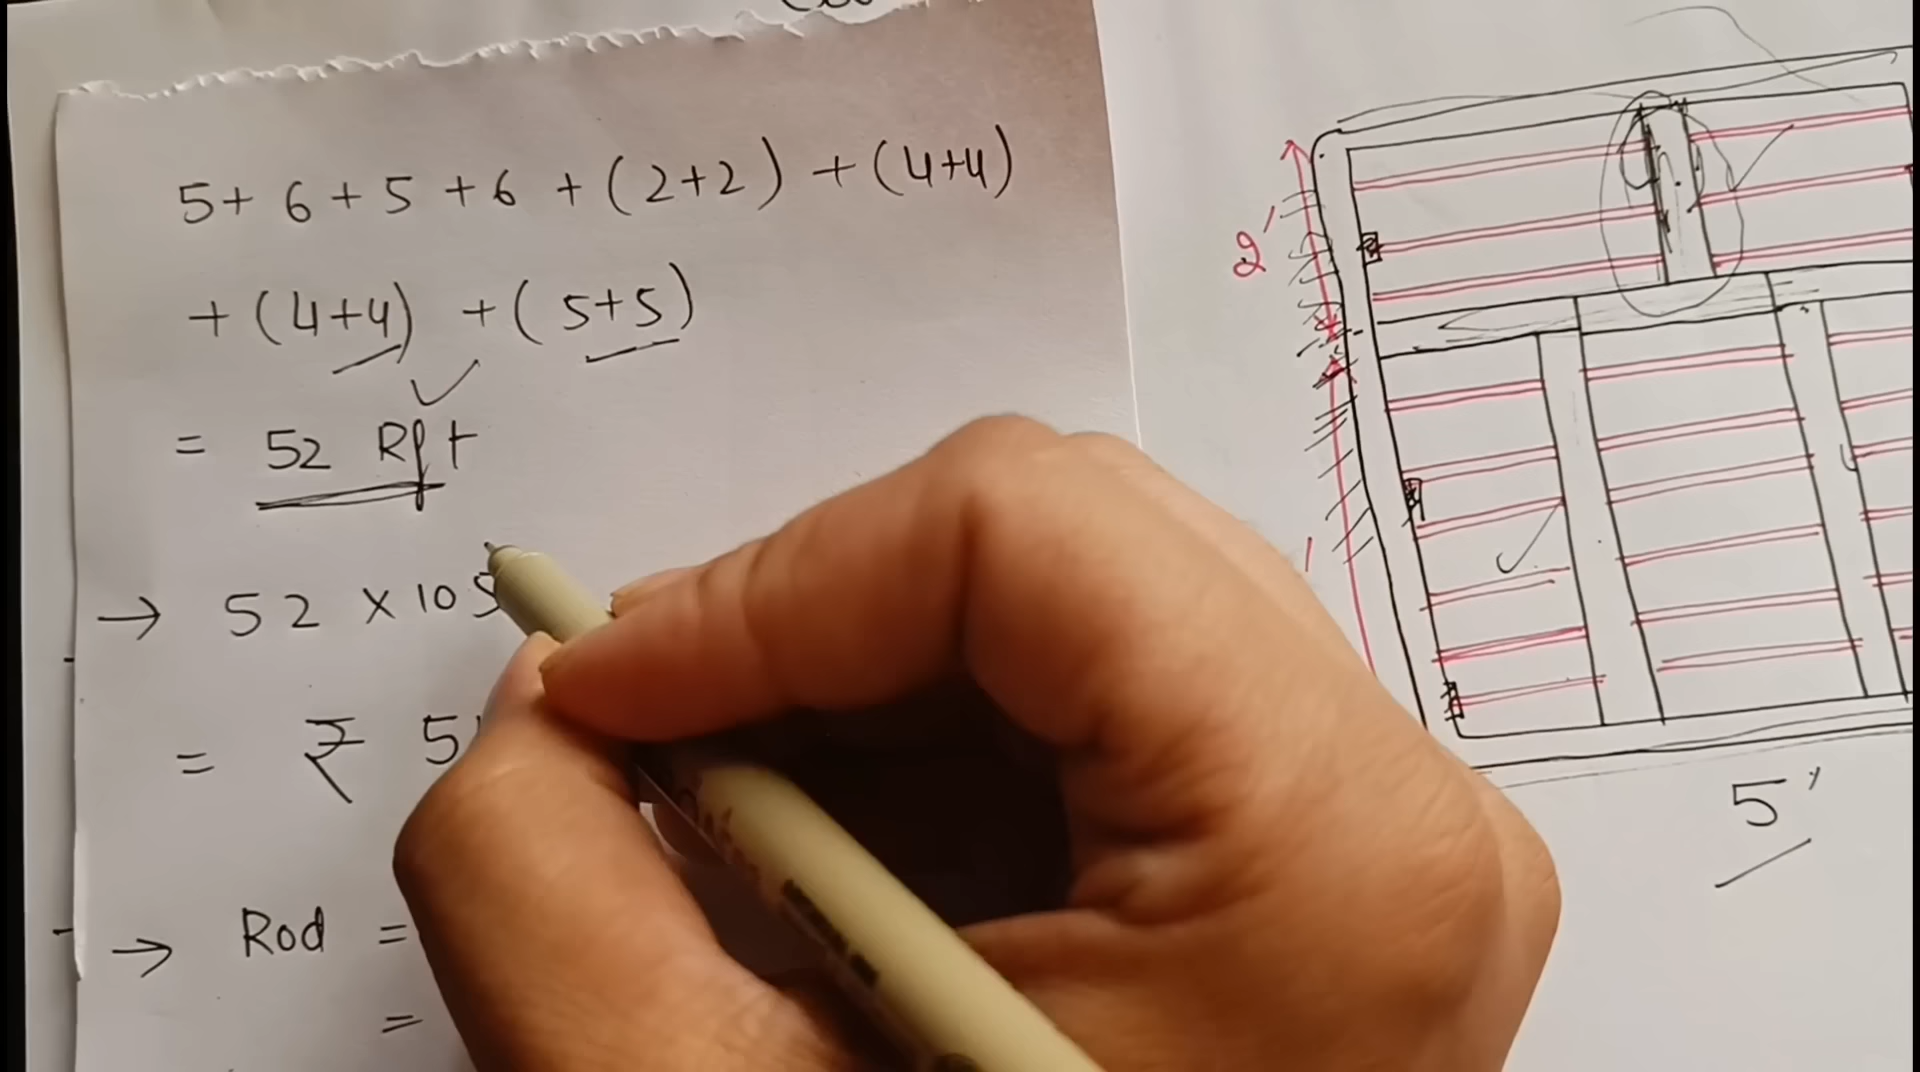 5+ 6 + 5 + 6 + (2+2) + (4+4)
+ (4+4) + (5+5)
= 52 Rft
→ 52 x 105
= ₹ 5
→ Rod =
=
2'
5'